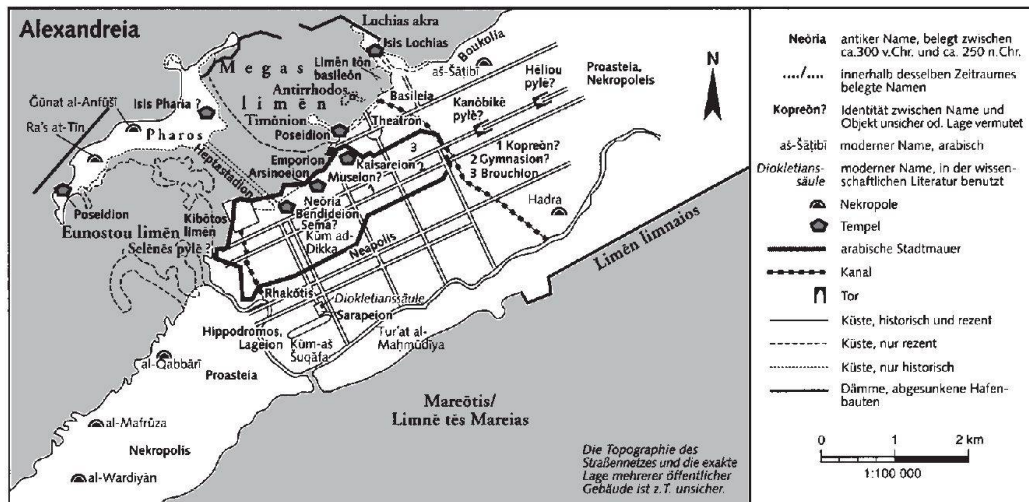 Alexandreia
Lochias akra
Isis Lochias
Boukolia
aš-Šāṭibī
Limēn tōn
basileōn
Megas
limēn
Antirrhodos
Timōnion
Basileia
Theatron
Poseidion
Ǧūnat al-Anfūšī
Isis Pharia ?
Ra's at-Tīn
Pharos
Heptastadion
Poseidion
Eunostou limēn
Kibōtos
limēn
Selēnēs pylē ?
Emporion
Arsinoeion
Kaisareion
Museion?
Neōria
Bendideion
Sema?
Kūm ad-
Dikka
Neapolis
Kanōbikē
pylē?
Hēliou
pylē?
Proasteia,
Nekropoleis
3
2
1 Kopreōn?
2 Gymnasion?
3 Brouchion
Hadra
Limēn limnaios
Rhakōtis
Diokletianssäule
Sarapeion
Hippodromos,
Lageion
Kūm-aš
Šuqāfa
Tur'at al-
Maḥmūdīya
al-Qabbārī
Proasteia
Mareōtis/
Limnē tēs Mareias
al-Mafrūza
Nekropolis
al-Wardiyān
Die Topographie des
Straßennetzes und die exakte
Lage mehrerer öffentlicher
Gebäude ist z.T. unsicher.
N
Neōria antiker Name, belegt zwischen
ca.300 v.Chr. und ca. 250 n.Chr.
..../.... innerhalb desselben Zeitraumes
belegte Namen
Kopreōn? Identität zwischen Name und
Objekt unsicher od. Lage vermutet
aš-Šāṭibī moderner Name, arabisch
Diokletians-
säule moderner Name, in der wissen-
schaftlichen Literatur benutzt
Nekropole
Tempel
arabische Stadtmauer
Kanal
Tor
Küste, historisch und rezent
Küste, nur rezent
Küste, nur historisch
Dämme, abgesunkene Hafen-
bauten
0 1 2 km
1:100 000